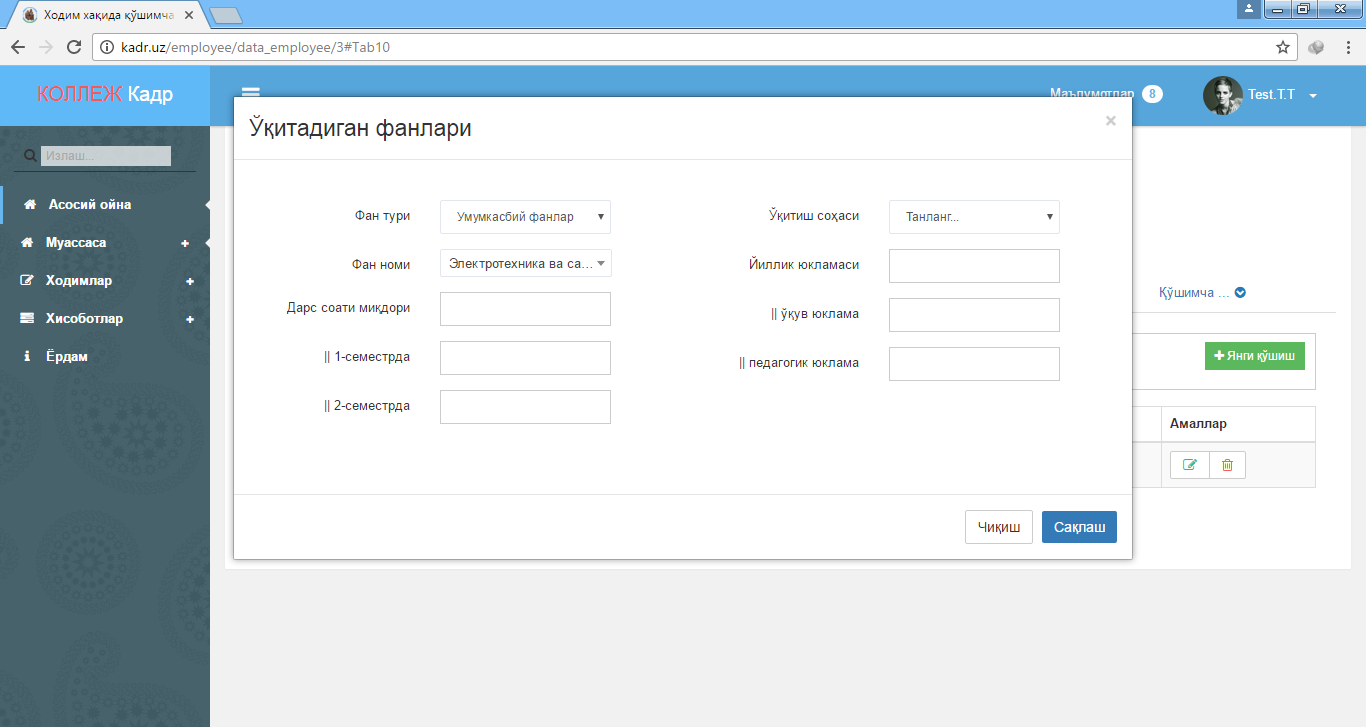 Ходим хақида қўшимча
kadr.uz/employee/data_employee/3#Tab10
КОЛЛЕЖ Кадр
Маълумотлар 8
Test.T.T
Излаш...
Асосий ойна
Муассаса
Ходимлар
Хисоботлар
Ёрдам
Ўқитадиган фанлари
×
Фан тури
Умумкасбий фанлар
Ўқитиш соҳаси
Танланг...
Фан номи
Электротехника ва са...
Йиллик юкламаси
Дарс соати миқдори
|| ўқув юклама
|| 1-семестрда
|| педагогик юклама
|| 2-семестрда
Чиқиш
Сақлаш
Қўшимча ...
Янги қўшиш
Амаллар